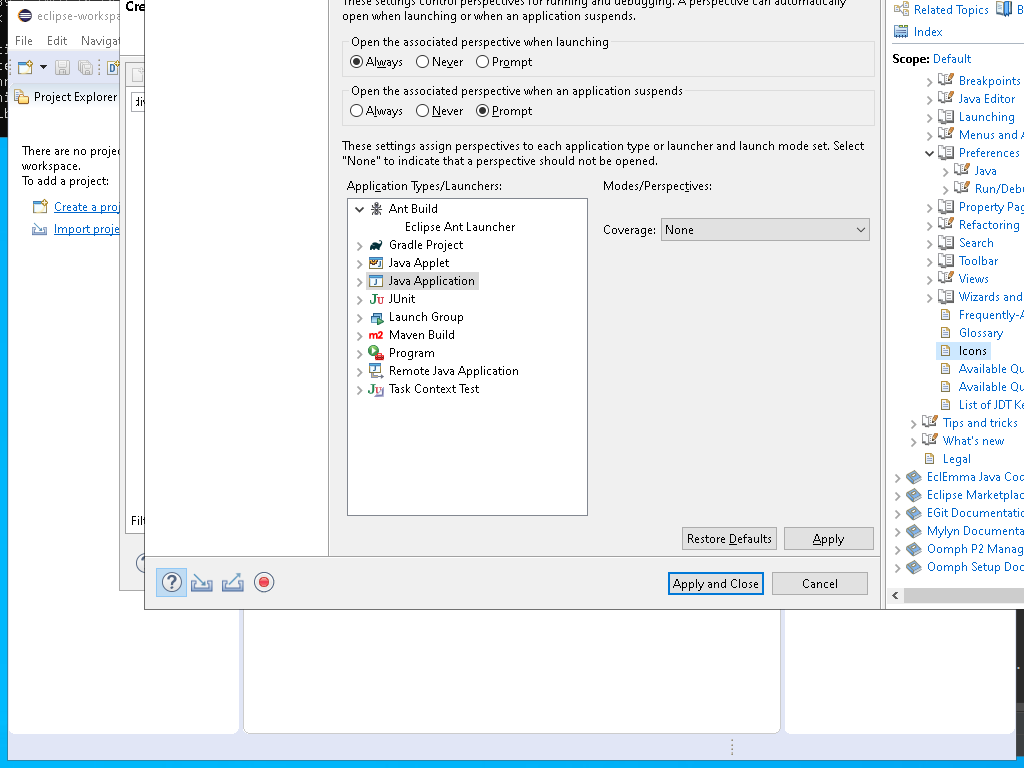 eclipse-workspa
Cre
File Edit Navigat
Project Explorer
There are no proje
workspace.
To add a project:
Create a proj
Import proje
These settings control perspectives for running and debugging. A perspective can automatically
open when launching or when an application suspends.
Open the associated perspective when launching
Always Never Prompt
Open the associated perspective when an application suspends
Always Never Prompt
These settings assign perspectives to each application type or launcher and launch mode set. Select
"None" to indicate that a perspective should not be opened.
Application Types/Launchers:
Modes/Perspectives:
Ant Build
Eclipse Ant Launcher
Gradle Project
Java Applet
Java Application
JUnit
Launch Group
Maven Build
Program
Remote Java Application
Task Context Test
Coverage: None
Restore Defaults
Apply
Apply and Close
Cancel
Related Topics B
Index
Scope: Default
Breakpoints
Java Editor
Launching
Menus and A
Preferences
Java
Run/Debu
Property Pag
Refactoring
Search
Toolbar
Views
Wizards and
Frequently-A
Glossary
Icons
Available Qu
Available Qu
List of JDT Ke
Tips and tricks
What's new
Legal
EclEmma Java Cod
Eclipse Marketplac
EGit Documentatio
Mylyn Documenta
Oomph P2 Manag
Oomph Setup Doc